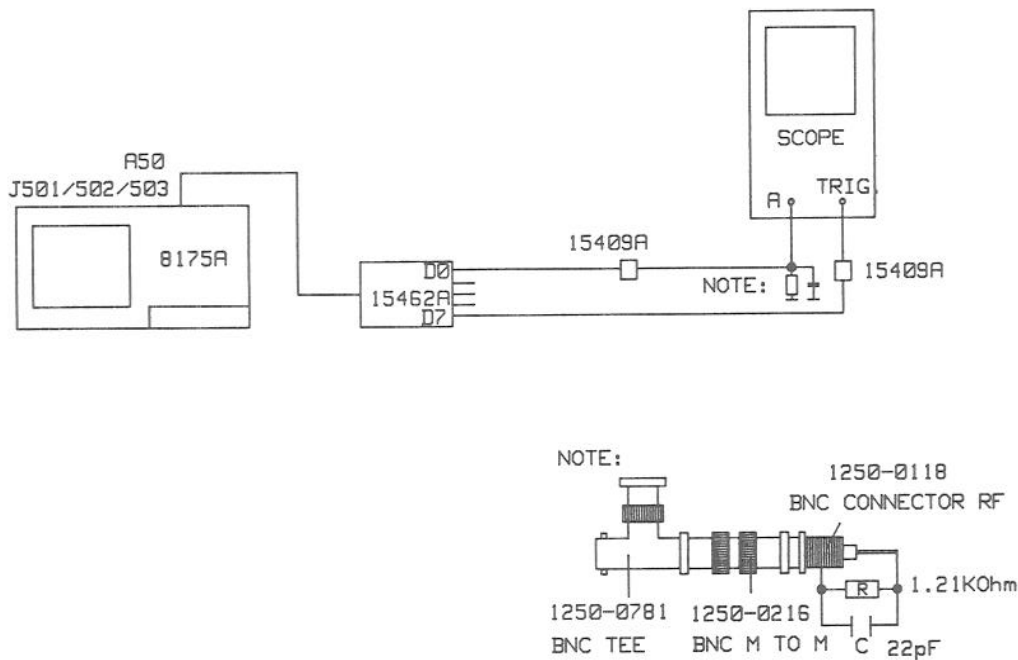 SCOPE
A TRIG.
A50
J501/502/503
8175A
15409A
15409A
D0
15462A
D7
NOTE:
NOTE:
1250-0118
BNC CONNECTOR RF
R 1.21KOhm
1250-0781 1250-0216
BNC TEE BNC M TO M C 22pF